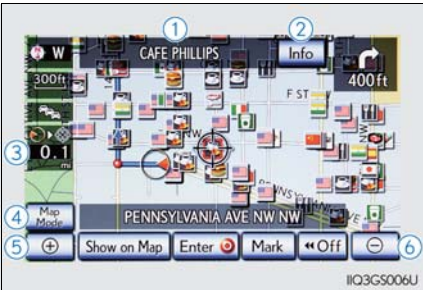 1
2
W
CAFE PHILLIPS
Info
300ft
400ft
F ST
NW
3
0.1
mi
4
Map Mode
PENNSYLVANIA AVE NW NW
5
Show on Map
Enter
Mark
Off
6
IIQ3GS006U